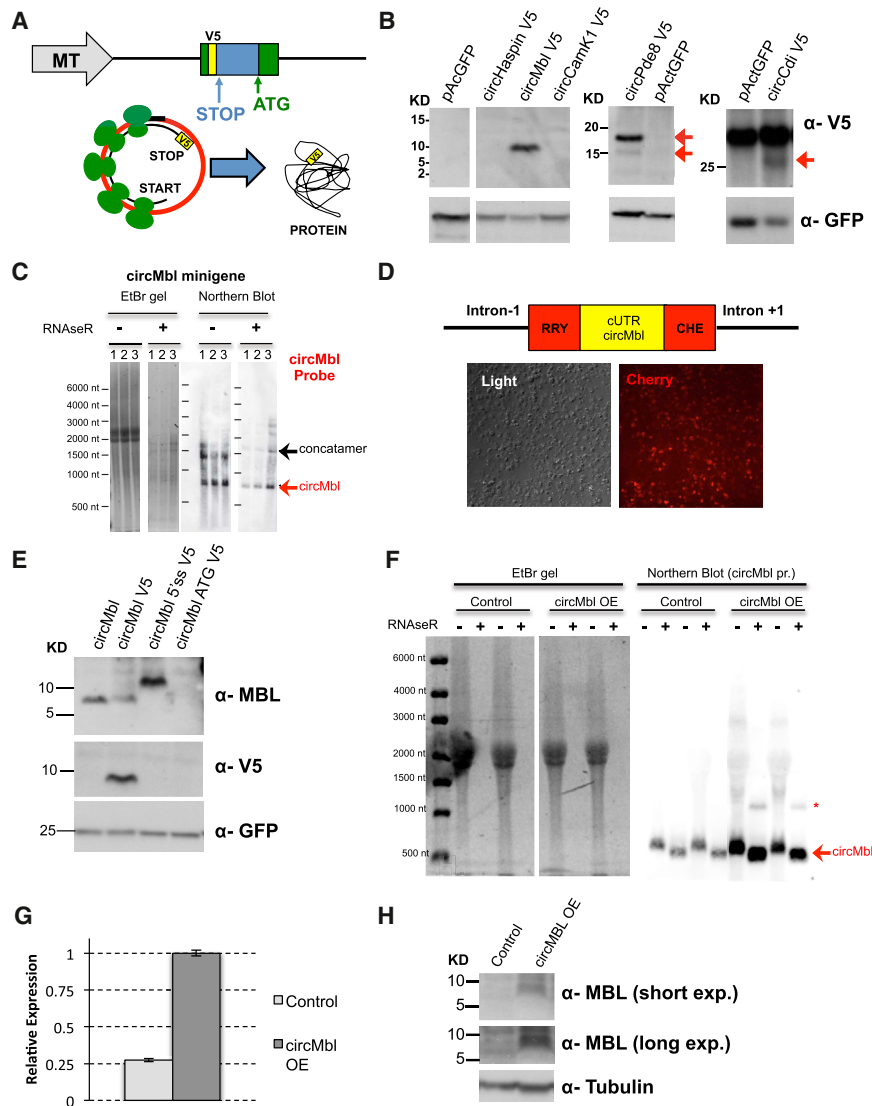 A
MT
V5
STOP
ATG
STOP
V5
START
V5
PROTEIN
B
KD
pAcGFP
circHaspin V5
circMbl V5
circCamK1 V5
15
10
5
2
circPde8 V5
pActGFP
KD
20
15
pActGFP
circCdi V5
KD
25
α- V5
α- GFP
C
circMbl minigene
EtBr gel
Northern Blot
RNAseR
- + - +
1 2 3 1 2 3 1 2 3 1 2 3
circMbl
Probe
6000 nt
4000 nt
3000 nt
2000 nt
1500 nt
1000 nt
500 nt
concatamer
circMbl
D
Intron-1
RRY
cUTR
circMbl
CHE
Intron +1
Light
Cherry
E
KD
circMbl
circMbl V5
circMbl 5'ss V5
circMbl ATG V5
10
5
α- MBL
10
α- V5
25
α- GFP
F
EtBr gel
Northern Blot (circMbl pr.)
Control
circMbl OE
Control
circMbl OE
RNAseR
- + - + - + - + - + - + - + - +
6000 nt
4000 nt
3000 nt
2000 nt
1500 nt
1000 nt
500 nt
*
circMbl
G
Relative Expression
1
0.75
0.5
0.25
0
Control
circMbl
OE
H
Control
circMBL OE
KD
10
5
α- MBL (short exp.)
10
5
α- MBL (long exp.)
α- Tubulin